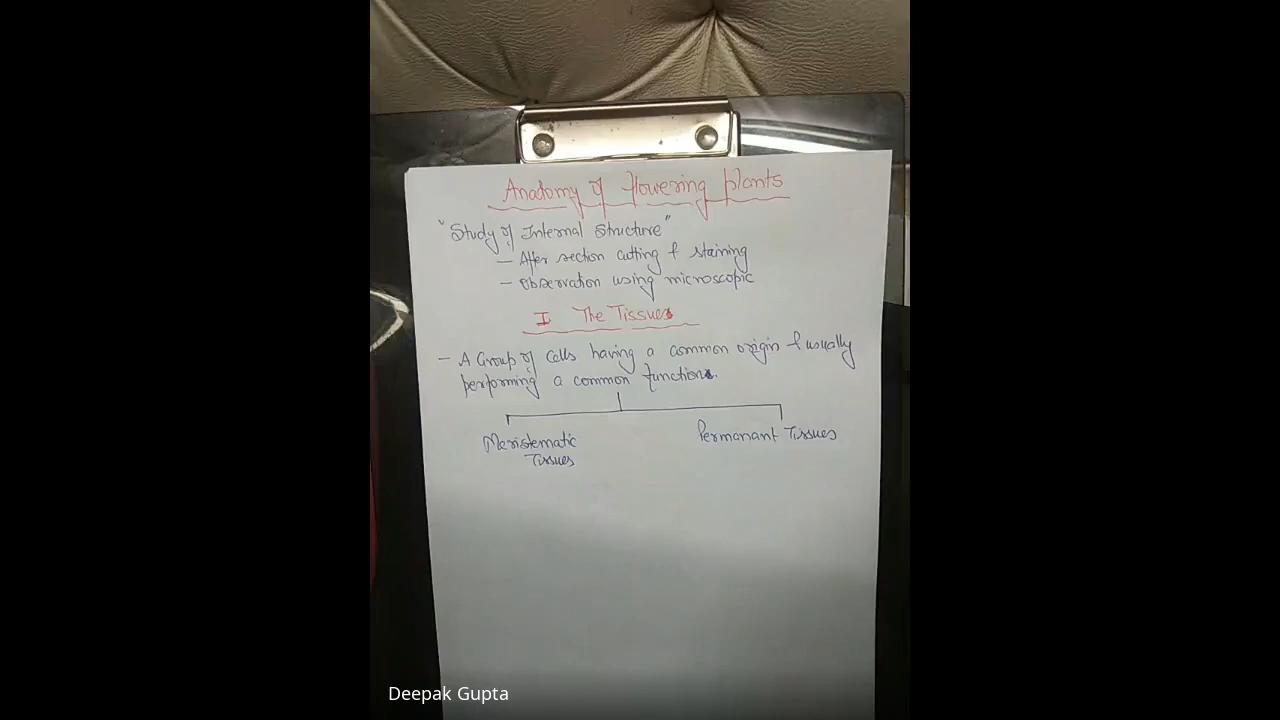 Anatomy of flowering plants
"Study of Internal Structure"
- After section cutting & staining
- Observation using microscopic
I The Tissues
- A Group of cells having a common origin & usually
performing a common functions.
Meristematic
Tissues
Permanant Tissues
Deepak Gupta